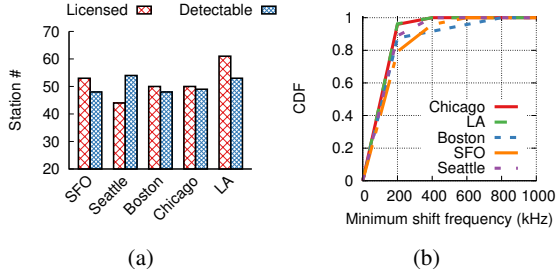 Licensed
Detectable
Station #
70
60
50
40
30
20
SFO
Seattle
Boston
Chicago
LA
(a)
CDF
1
0.8
0.6
0.4
0.2
0
Chicago
LA
Boston
SFO
Seattle
0 200 400 600 800 1000
Minimum shift frequency (kHz)
(b)